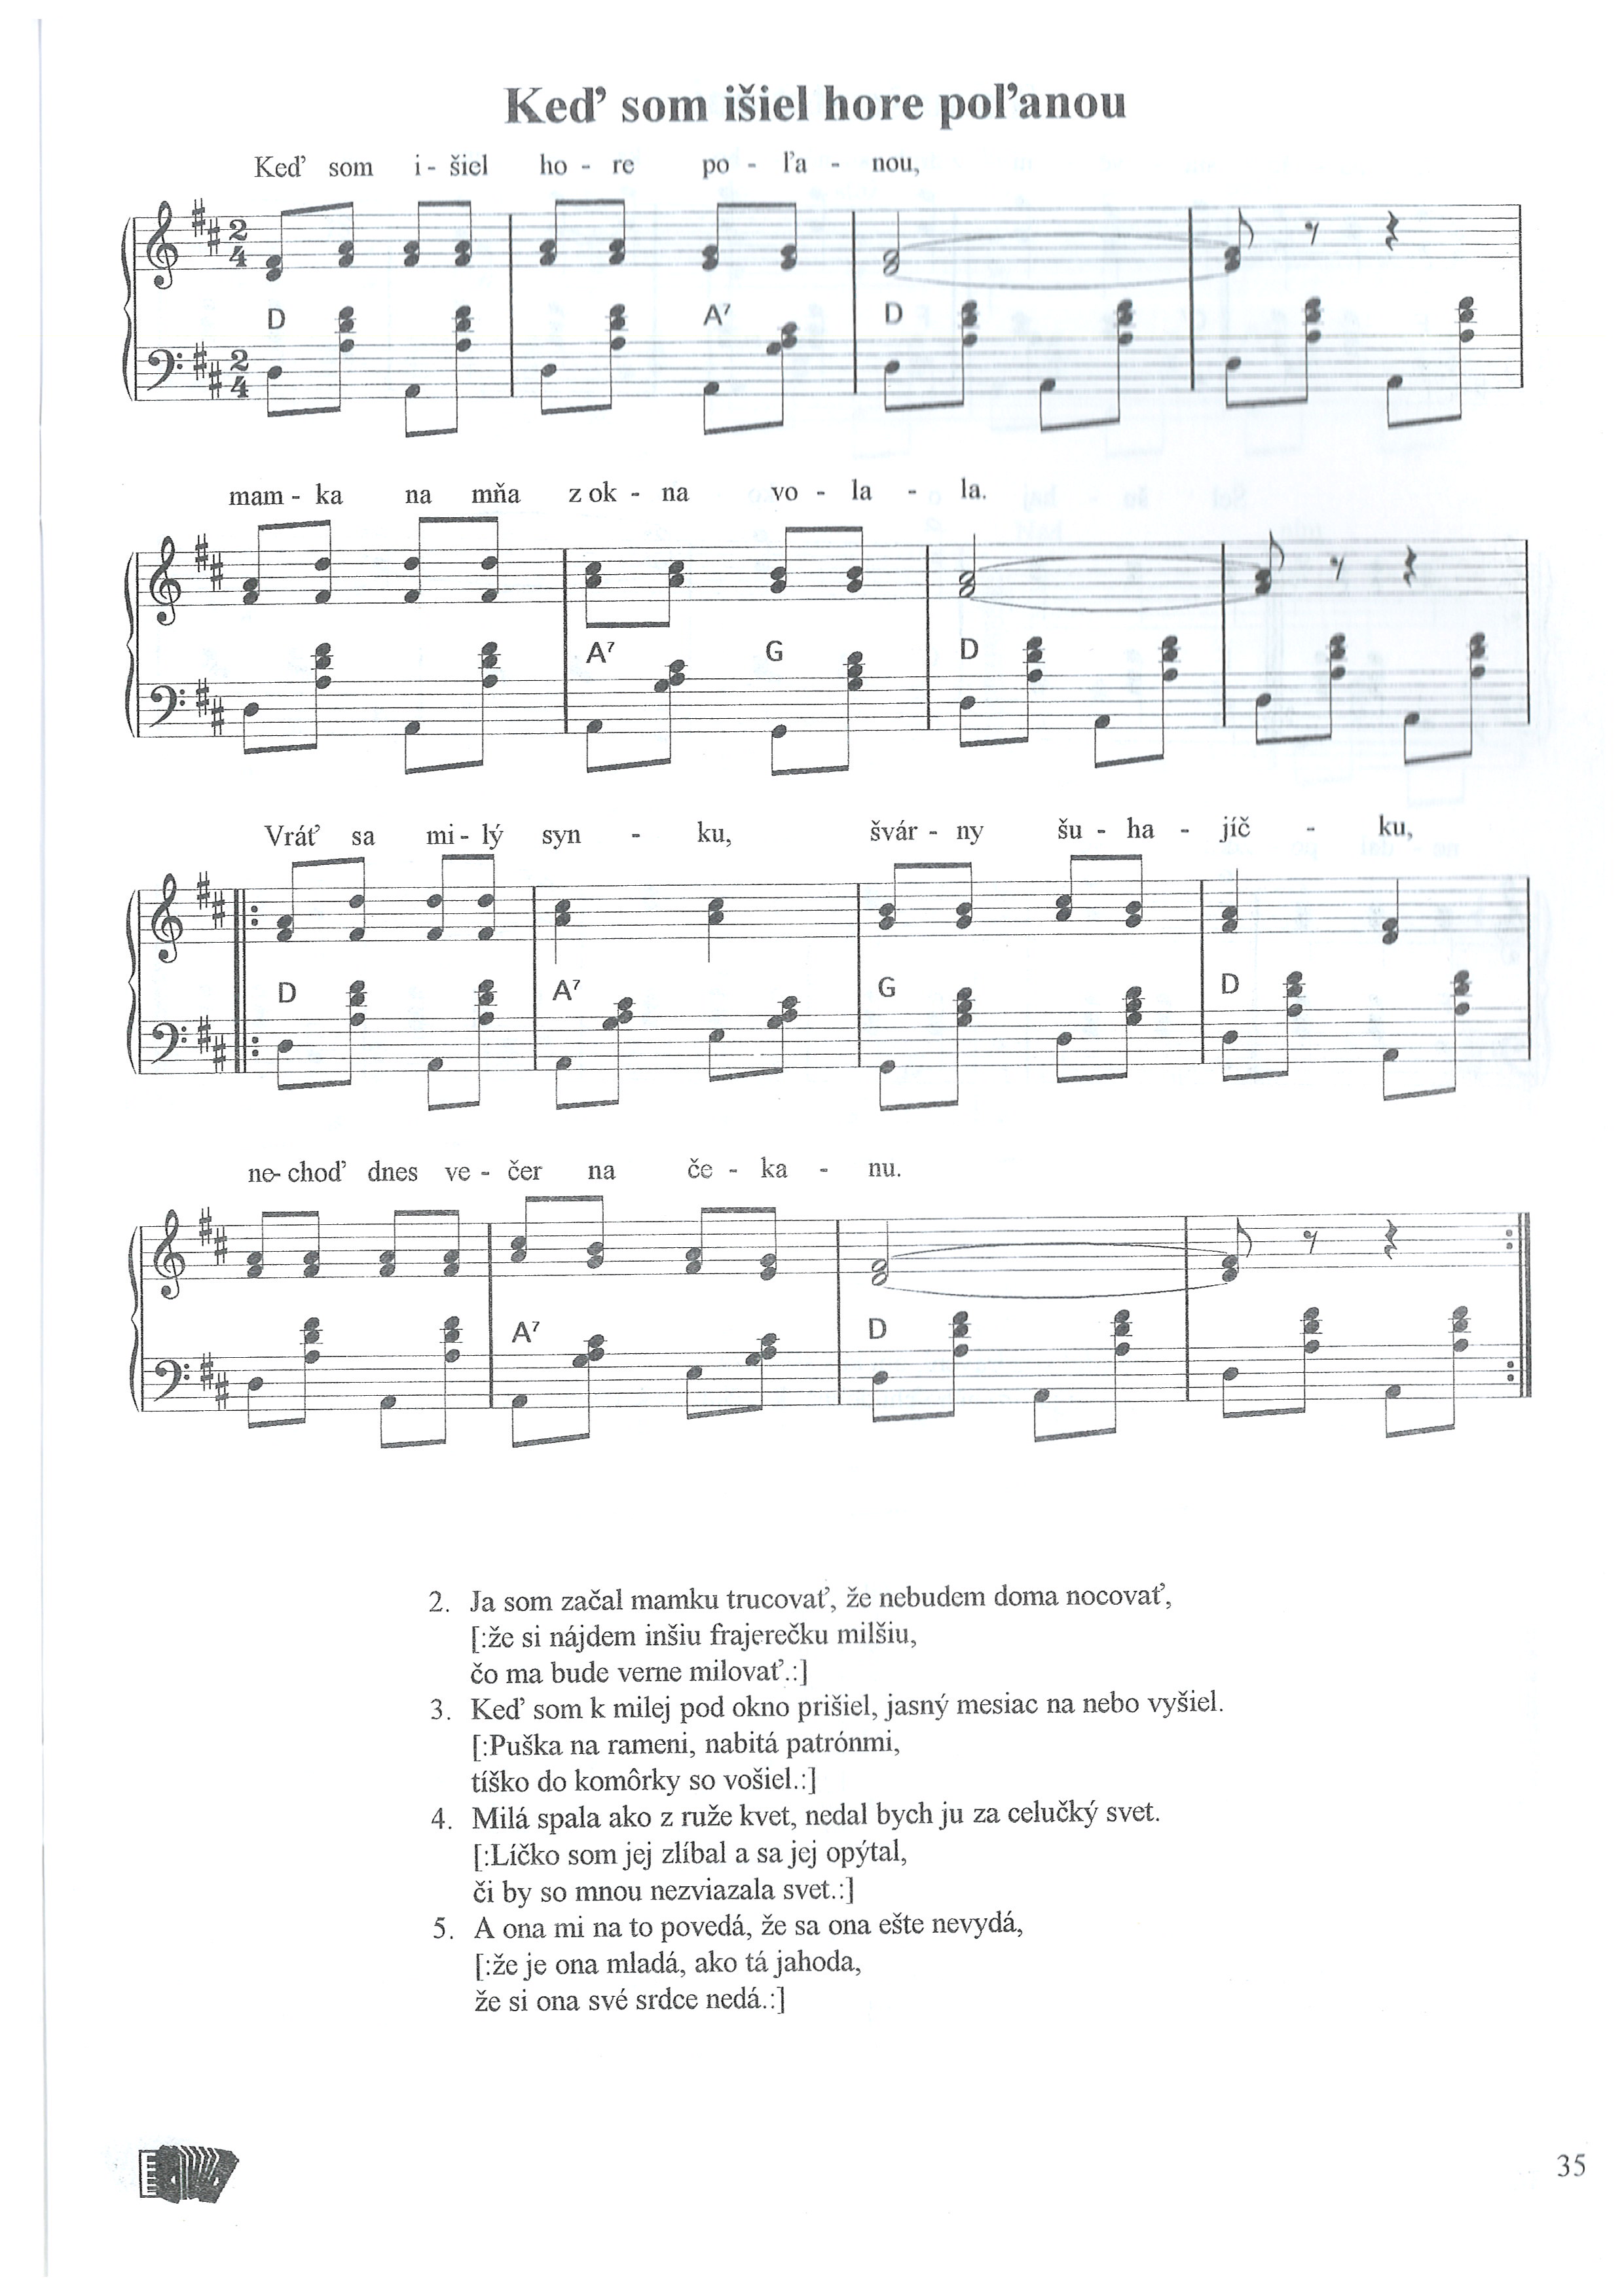 Keď som išiel hore poľanou
Keď som i - šiel ho - re po - ľa - nou,
2 4
D A7 D
2 4
mam - ka na mňa z ok - na vo - la - la.
A7 G D
Vráť sa mi - lý syn - ku, švár - ny šu - ha - jíč - ku,
D A7 G D
ne- choď dnes ve - čer na če - ka - nu.
A7 D
2. Ja som začal mamku trucovať, že nebudem doma nocovať,
[:že si nájdem inšiu frajerečku milšiu,
čo ma bude verne milovať.:]
3. Keď som k milej pod okno prišiel, jasný mesiac na nebo vyšiel.
[:Puška na rameni, nabitá patrónmi,
tíško do komôrky so vošiel.:]
4. Milá spala ako z ruže kvet, nedal bych ju za celučký svet.
[:Líčko som jej zlíbal a sa jej opýtal,
či by so mnou nezviazala svet.:]
5. A ona mi na to povedá, že sa ona ešte nevydá,
[:že je ona mladá, ako tá jahoda,
že si ona své srdce nedá.:]
35